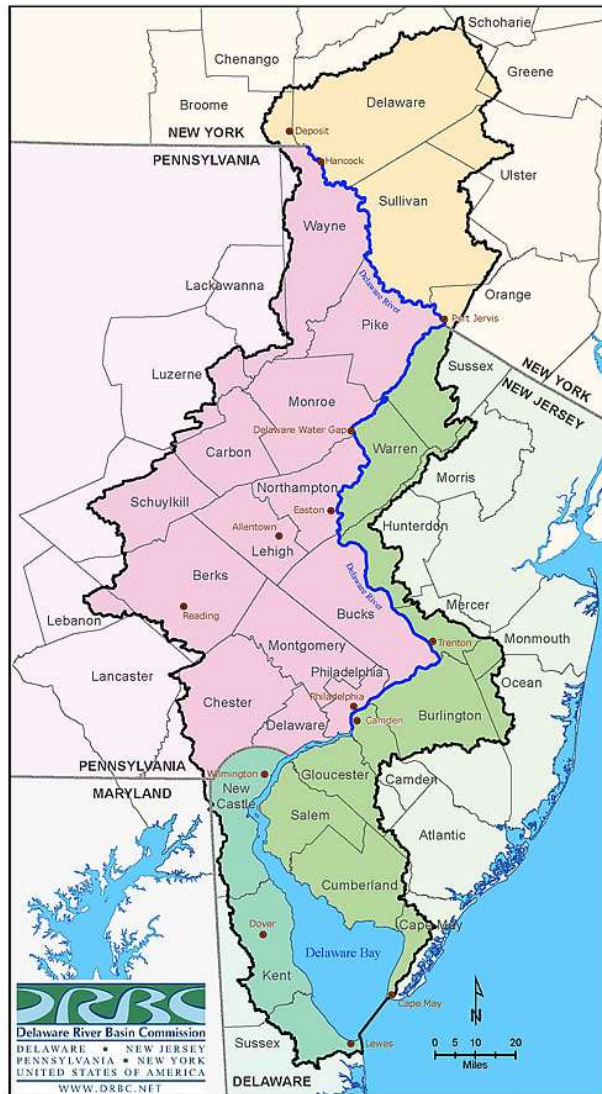 Schoharie
Chenango
Greene
Delaware
Broome
Deposit
NEW YORK
PENNSYLVANIA
Hancock
Ulster
Sullivan
Wayne
Lackawanna
Delaware River
Orange
Port Jervis
Pike
Luzerne
Sussex
NEW YORK
NEW JERSEY
Monroe
Delaware Water Gap
Warren
Carbon
Morris
Northampton
Schuylkill
Easton
Hunterdon
Allentown
Lehigh
Delaware River
Berks
Reading
Bucks
Mercer
Lebanon
Trenton
Monmouth
Montgomery
Lancaster
Philadelphia
Ocean
Chester
Philadelphia
Delaware
Camden
Burlington
PENNSYLVANIA
MARYLAND
Wilmington
New
Castle
Gloucester
Camden
Salem
Atlantic
Cumberland
Cape May
Dover
Delaware Bay
Kent
Cape May
N
Sussex
Lewes
DELAWARE
10 5 0 10 20
Miles
DRBC
Delaware River Basin Commission
DELAWARE • NEW JERSEY
PENNSYLVANIA • NEW YORK
UNITED STATES OF AMERICA
WWW.DRBC.NET